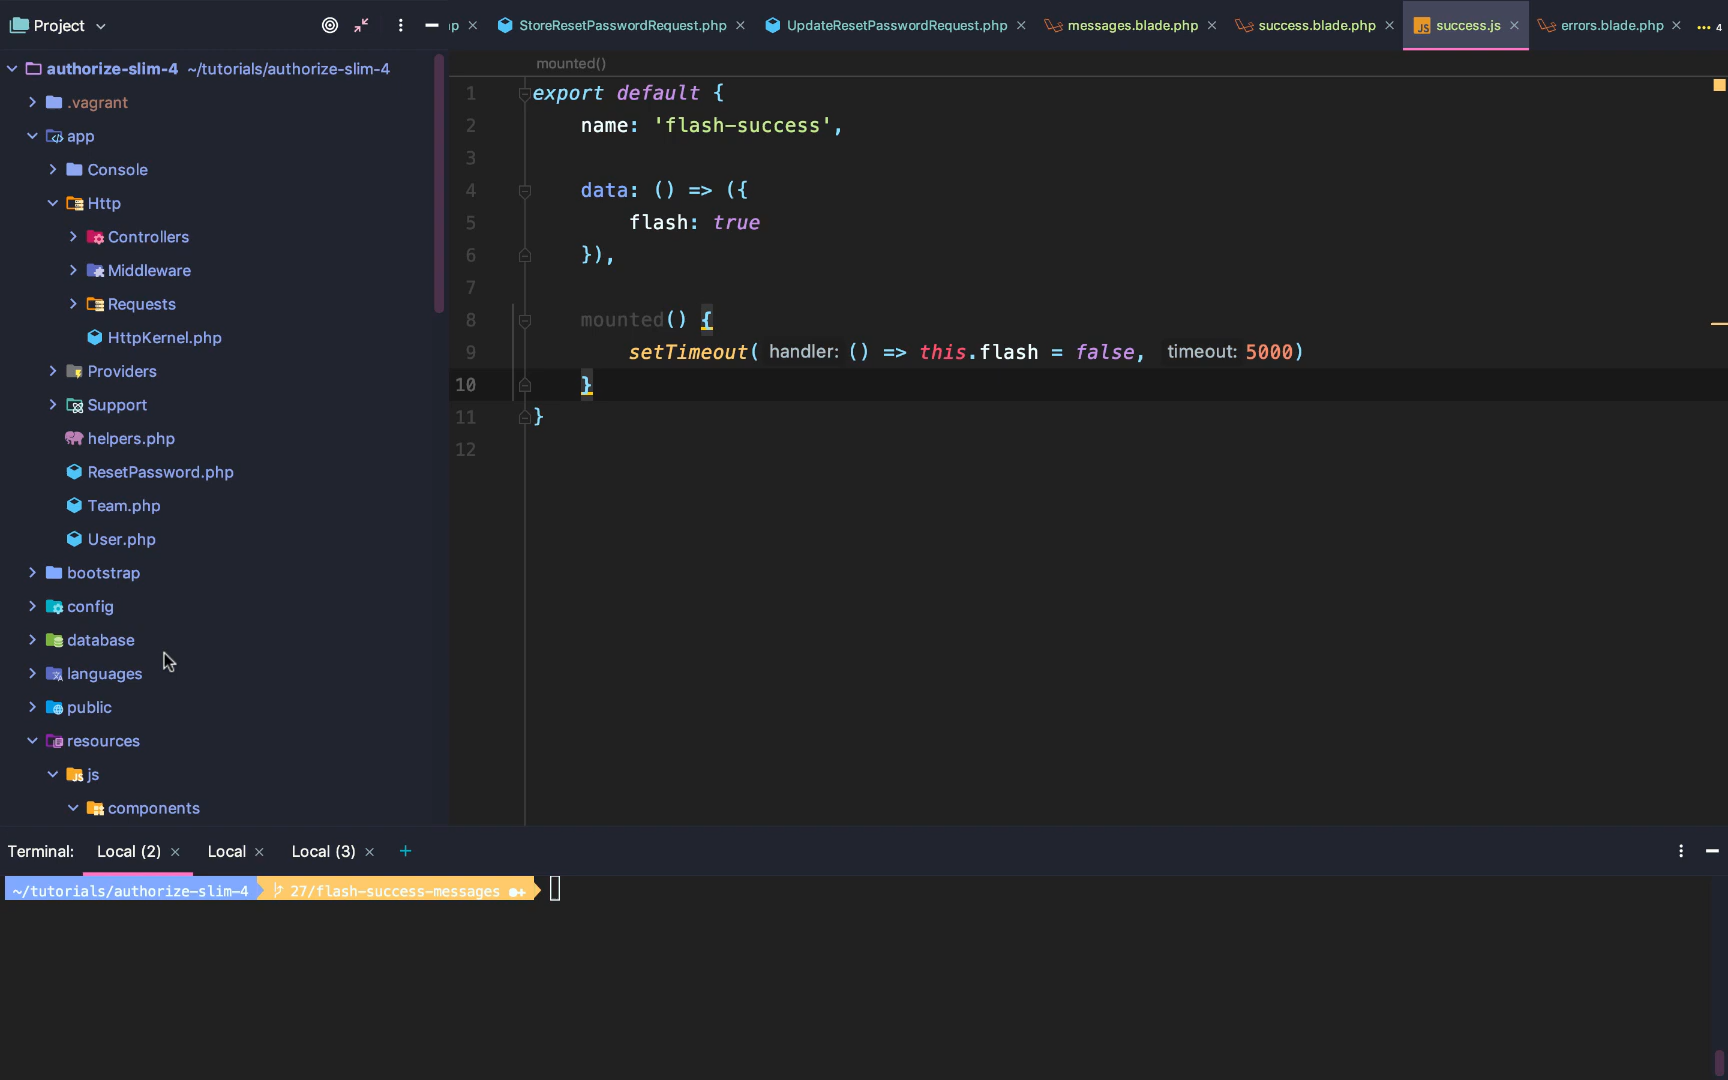 Project
p
StoreResetPasswordRequest.php
UpdateResetPasswordRequest.php
messages.blade.php
success.blade.php
JS success.js
errors.blade.php
4
authorize-slim-4 ~/tutorials/authorize-slim-4
.vagrant
app
Console
Http
Controllers
Middleware
Requests
HttpKernel.php
Providers
Support
helpers.php
ResetPassword.php
Team.php
User.php
bootstrap
config
database
languages
public
resources
JS js
components
mounted()
1 export default {
2 name: 'flash-success',
3
4 data: () => ({
5 flash: true
6 }),
7
8 mounted() {
9 setTimeout( handler: () => this.flash = false, timeout: 5000)
10 }
11 }
12
Terminal: Local (2) Local Local (3) +
~/tutorials/authorize-slim-4 27/flash-success-messages ●+